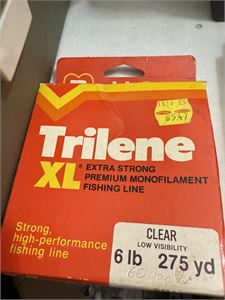 Trilene
XL®
EXTRA STRONG
PREMIUM MONOFILAMENT
FISHING LINE
Strong,
high-performance
fishing line
CLEAR
LOW VISIBILITY
6 lb 275 yd